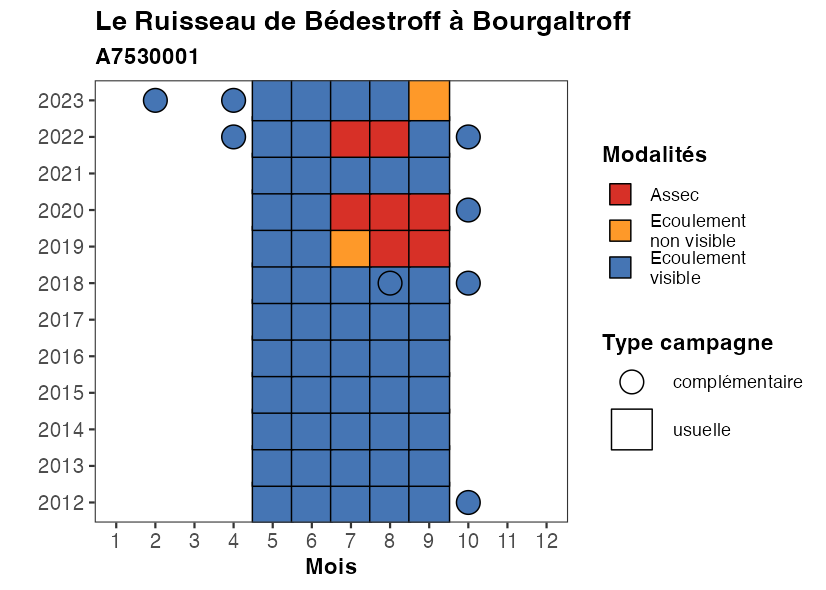 Le Ruisseau de Bédestroff à Bourgaltroff
A7530001
2023
2022
2021
2020
2019
2018
2017
2016
2015
2014
2013
2012
1 2 3 4 5 6 7 8 9 10 11 12
Mois
Modalités
Assec
Ecoulement
non visible
Ecoulement
visible
Type campagne
complémentaire
usuelle